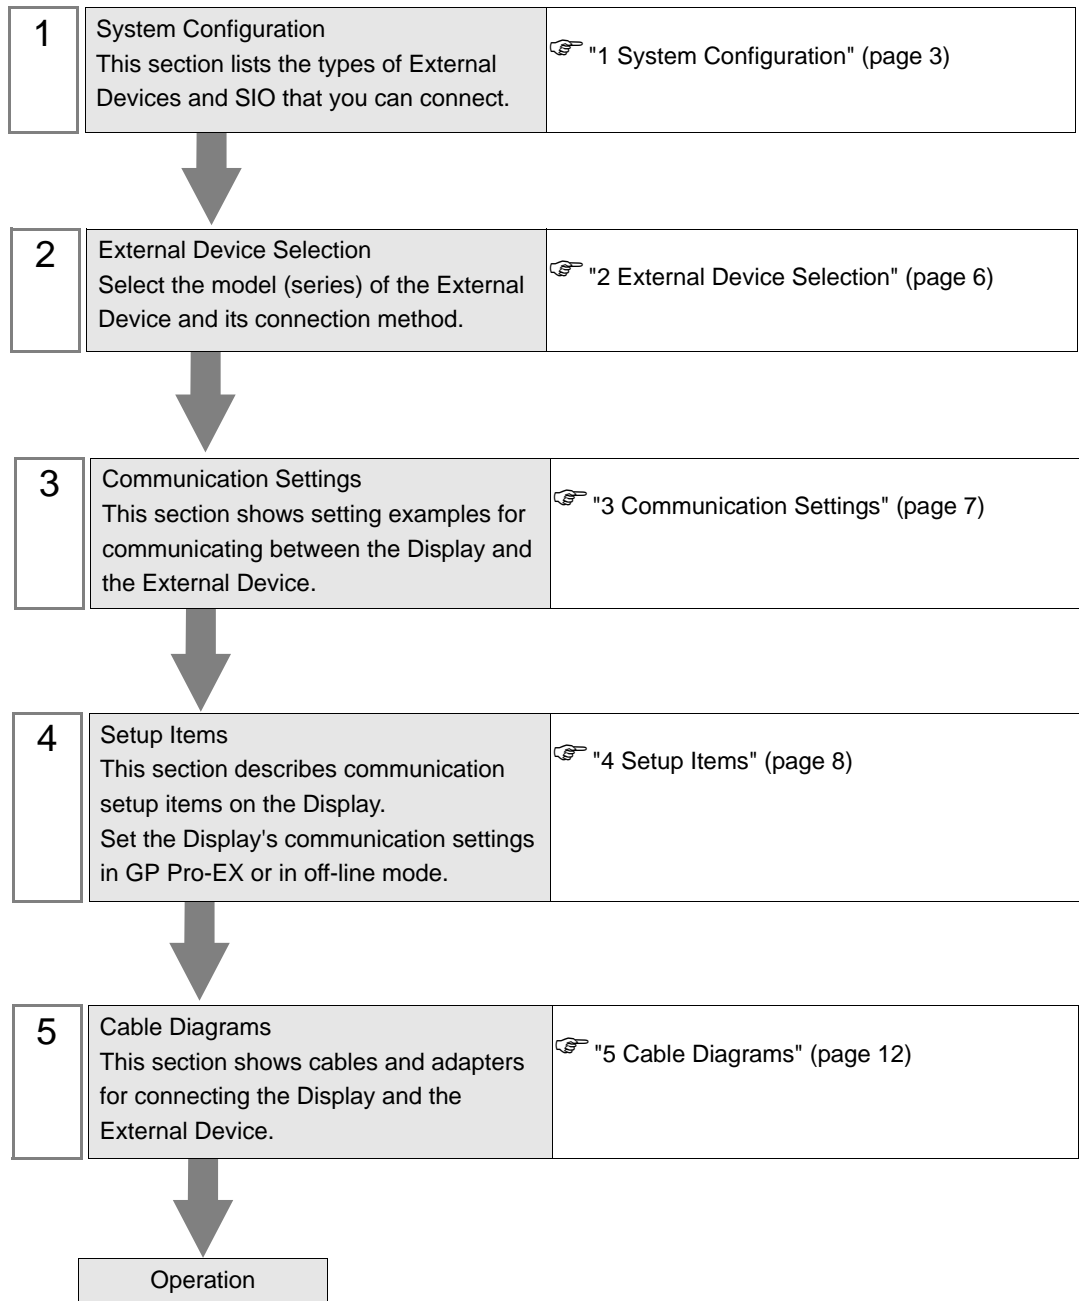 1
System Configuration
This section lists the types of External
Devices and SIO that you can connect.
"1 System Configuration" (page 3)
2
External Device Selection
Select the model (series) of the External
Device and its connection method.
"2 External Device Selection" (page 6)
3
Communication Settings
This section shows setting examples for
communicating between the Display and
the External Device.
"3 Communication Settings" (page 7)
4
Setup Items
This section describes communication
setup items on the Display.
Set the Display's communication settings
in GP Pro-EX or in off-line mode.
"4 Setup Items" (page 8)
5
Cable Diagrams
This section shows cables and adapters
for connecting the Display and the
External Device.
"5 Cable Diagrams" (page 12)
Operation